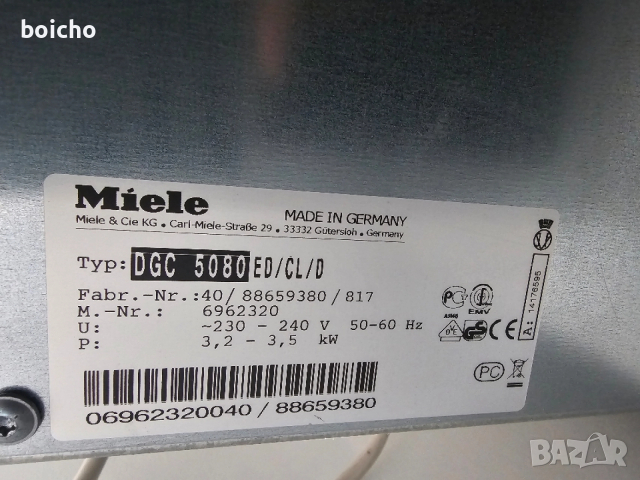 boicho
Miele
MADE IN GERMANY
Miele & Cie KG • Carl-Miele-Straße 29 • 33332 Gütersloh • Germany
Typ: DGC 5080 ED/CL/D
Fabr.-Nr.: 40/ 88659380 / 817
M.-Nr.: 6962320
U: ~230 - 240 V 50-60 Hz
P: 3,2 - 3,5 kW
06962320040 / 88659380
A: 14176595
EMV
CE
PC
BAZAR
bg